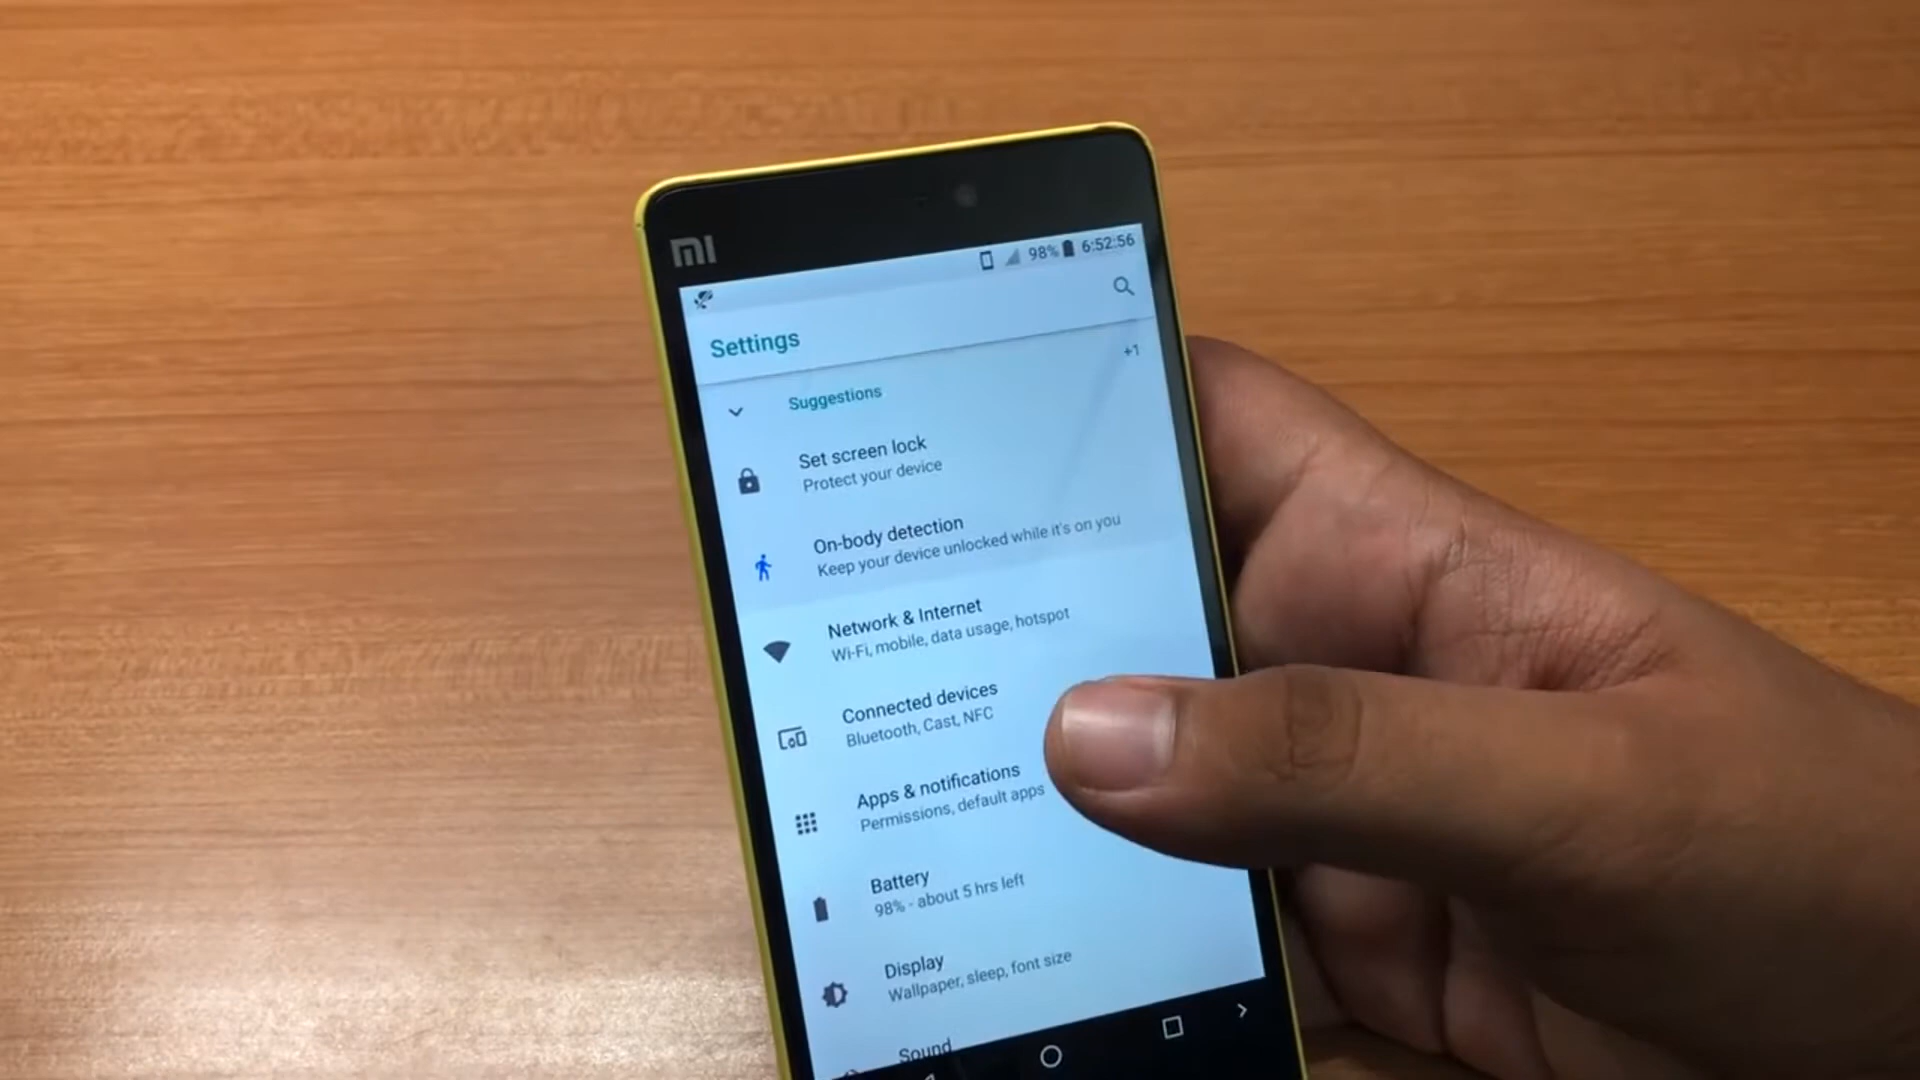 mi
98% 6:52:56
Settings
+1
Suggestions
Set screen lock
Protect your device
On-body detection
Keep your device unlocked while it's on you
Network & Internet
Wi-Fi, mobile, data usage, hotspot
Connected devices
Bluetooth, Cast, NFC
Apps & notifications
Permissions, default apps
Battery
98% - about 5 hrs left
Display
Wallpaper, sleep, font size
Sound